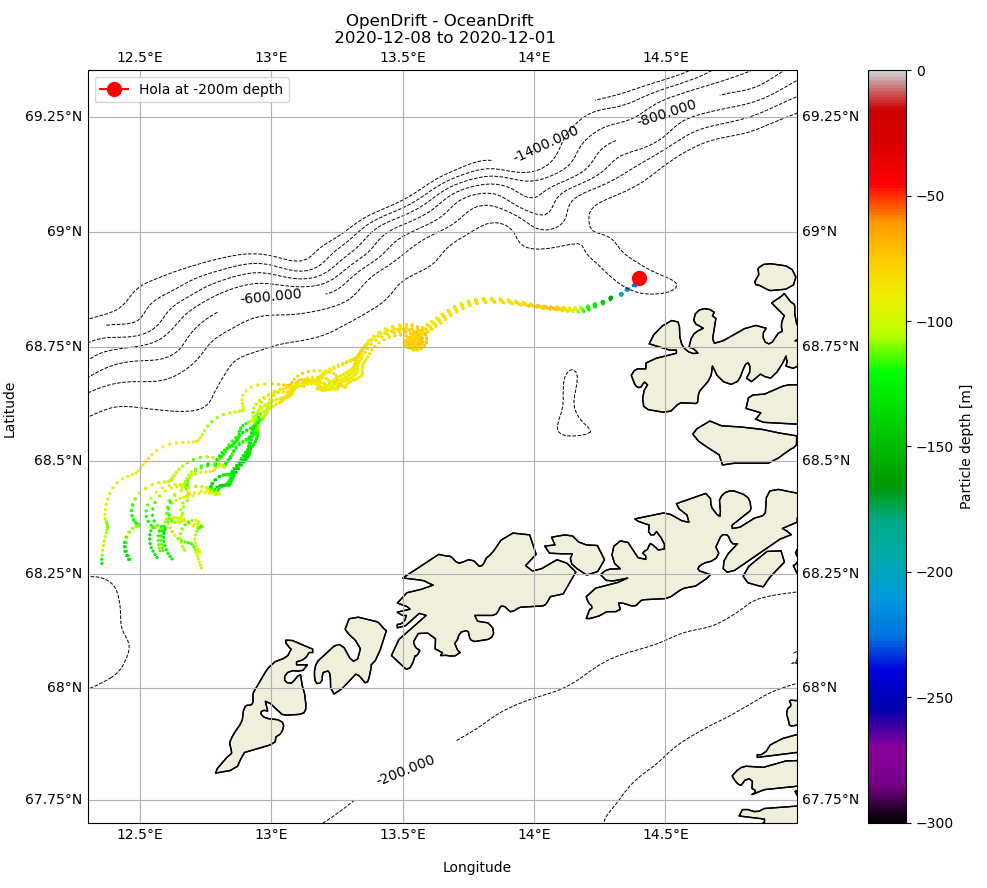 OpenDrift - OceanDrift
2020-12-08 to 2020-12-01
12.5°E 13°E 13.5°E 14°E 14.5°E
Hola at -200m depth
69.25°N 69.25°N
69°N 69°N
68.75°N 68.75°N
68.5°N 68.5°N
68.25°N 68.25°N
68°N 68°N
67.75°N 67.75°N
-1400.000
-800.000
-600.000
-200.000
Latitude
12.5°E 13°E 13.5°E 14°E 14.5°E
Longitude
0
−50
−100
−150
−200
−250
−300
Particle depth [m]